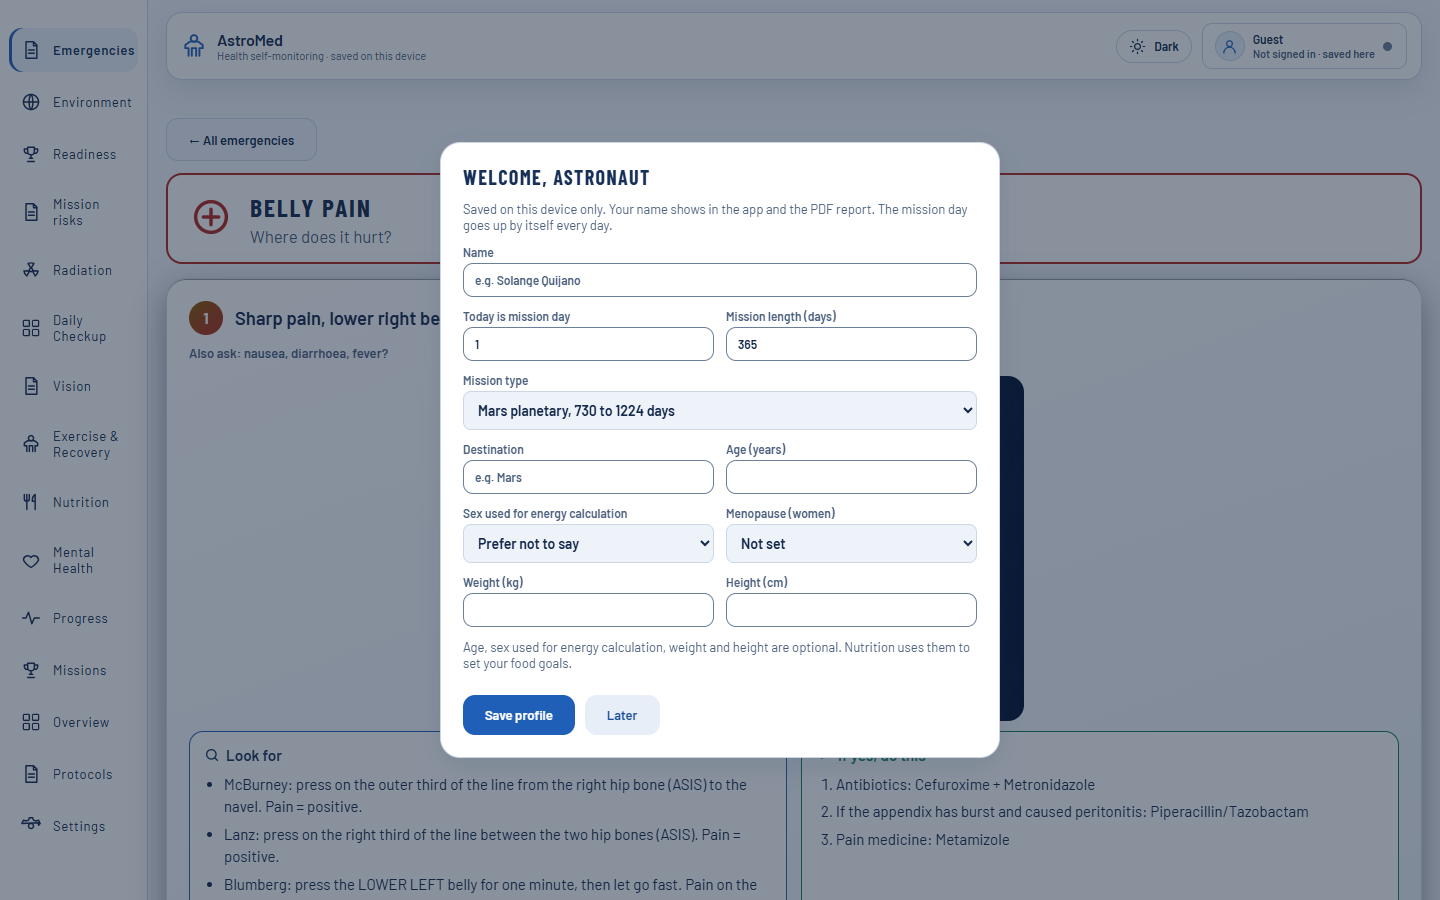 Emergencies
Environment
Readiness
Mission
risks
Radiation
Daily
Checkup
Vision
Exercise &
Recovery
Nutrition
Mental
Health
Progress
Missions
Overview
Protocols
Settings
AstroMed
Health self-monitoring · saved on this device
Dark
Guest
Not signed in · saved here
← All emergencies
BELLY PAIN
Where does it hurt?
1
Sharp pain, lower right be
Also ask: nausea, diarrhoea, fever?
WELCOME, ASTRONAUT
Saved on this device only. Your name shows in the app and the PDF report. The mission day
goes up by itself every day.
Name
e.g. Solange Quijano
Today is mission day
Mission length (days)
1
365
Mission type
Mars planetary, 730 to 1224 days
Destination
Age (years)
e.g. Mars
Sex used for energy calculation
Menopause (women)
Prefer not to say
Not set
Weight (kg)
Height (cm)
Age, sex used for energy calculation, weight and height are optional. Nutrition uses them to
set your food goals.
Save profile
Later
Look for
• McBurney: press on the outer third of the line from the right hip bone (ASIS) to the
navel. Pain = positive.
• Lanz: press on the right third of the line between the two hip bones (ASIS). Pain =
positive.
• Blumberg: press the LOWER LEFT belly for one minute, then let go fast. Pain on the
If yes, do this
1. Antibiotics: Cefuroxime + Metronidazole
2. If the appendix has burst and caused peritonitis: Piperacillin/Tazobactam
3. Pain medicine: Metamizole